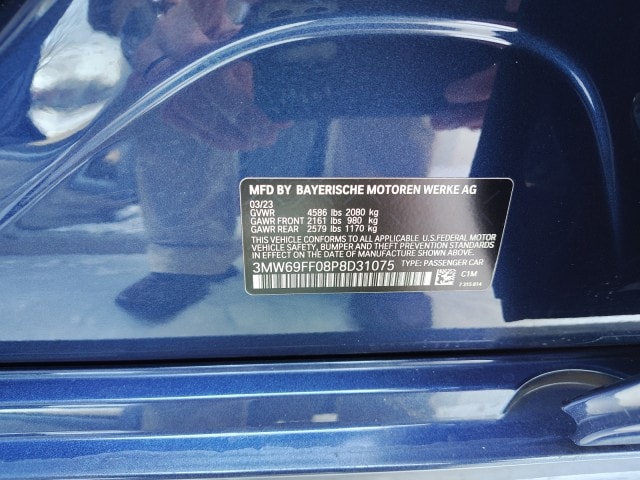 MFD BY BAYERISCHE MOTOREN WERKE AG
03/23
GVWR 4586 lbs 2080 kg
GAWR FRONT 2161 lbs 980 kg
GAWR REAR 2579 lbs 1170 kg
THIS VEHICLE CONFORMS TO ALL APPLICABLE U.S.FEDERAL MOTOR
VEHICLE SAFETY, BUMPER AND THEFT PREVENTION STANDARDS
IN EFFECT ON THE DATE OF MANUFACTURE SHOWN ABOVE.
3MW69FF08P8D31075 TYPE: PASSENGER CAR
C1M